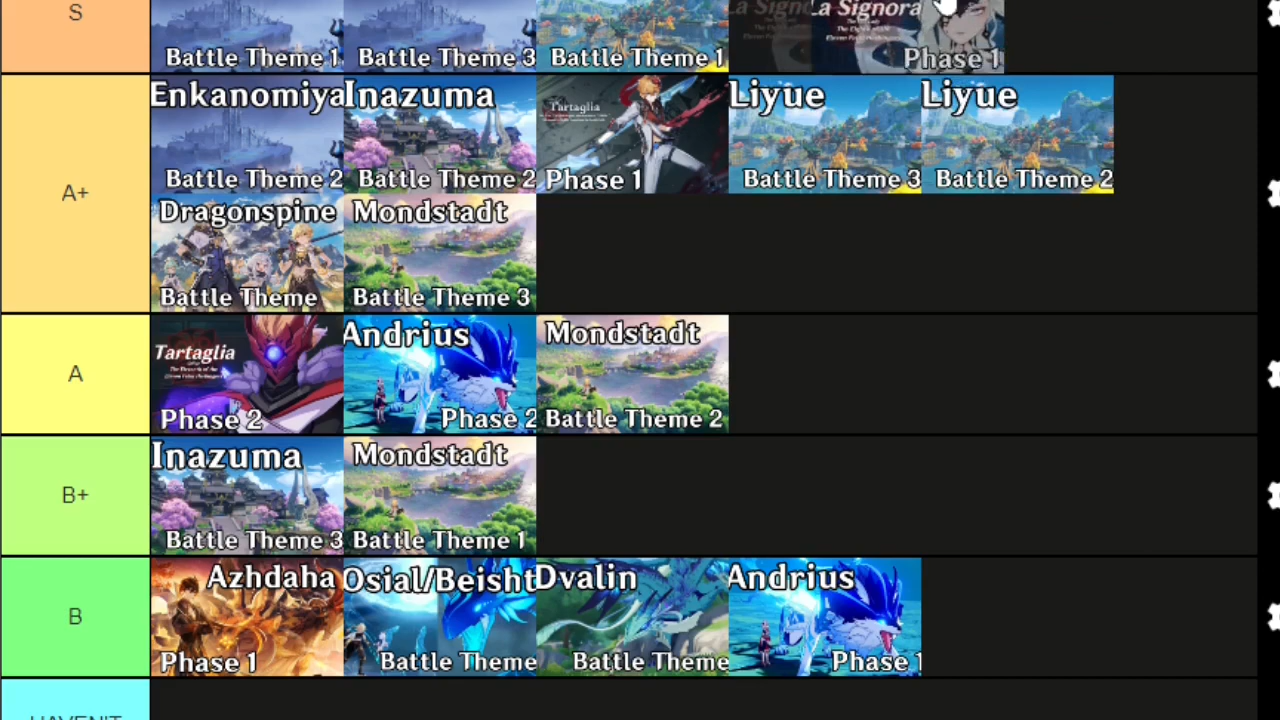 S
Battle Theme 1
Battle Theme 3
Battle Theme 1
La Signora
La Signora
Phase 1
A+
Enkanomiya
Inazuma
Tartaglia
Liyue
Liyue
Battle Theme 2
Battle Theme 2
Phase 1
Battle Theme 3
Battle Theme 2
Dragonspine
Mondstadt
Battle Theme
Battle Theme 3
A
Tartaglia
Andrius
Mondstadt
Phase 2
Phase 2
Battle Theme 2
B+
Inazuma
Mondstadt
Battle Theme 3
Battle Theme 1
B
Azhdaha
Osial/Beisht
Dvalin
Andrius
Phase 1
Battle Theme
Battle Theme
Phase 1
HAVEN'T